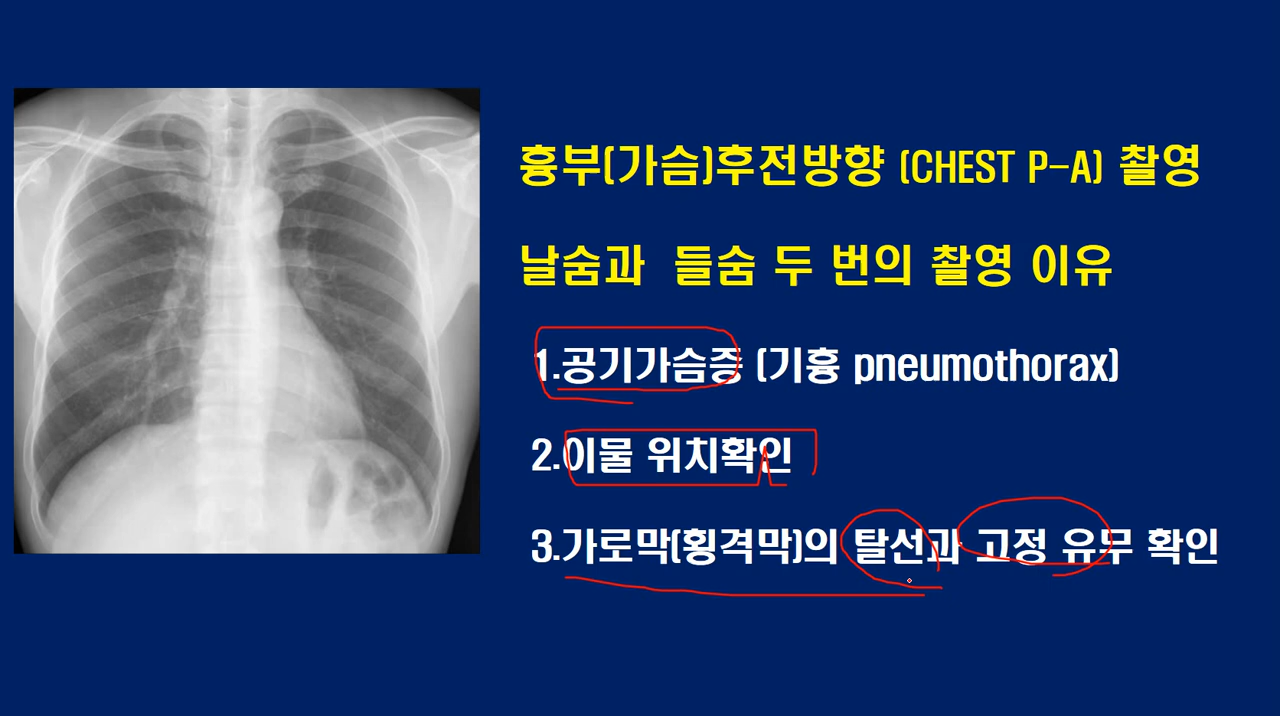 흉부(가슴)후전방향 (CHEST P-A) 촬영
날숨과 들숨 두 번의 촬영 이유
1.공기가슴증 (기흉 pneumothorax)
2.이물 위치확인
3.가로막(횡격막)의 탈선과 고정 유무 확인